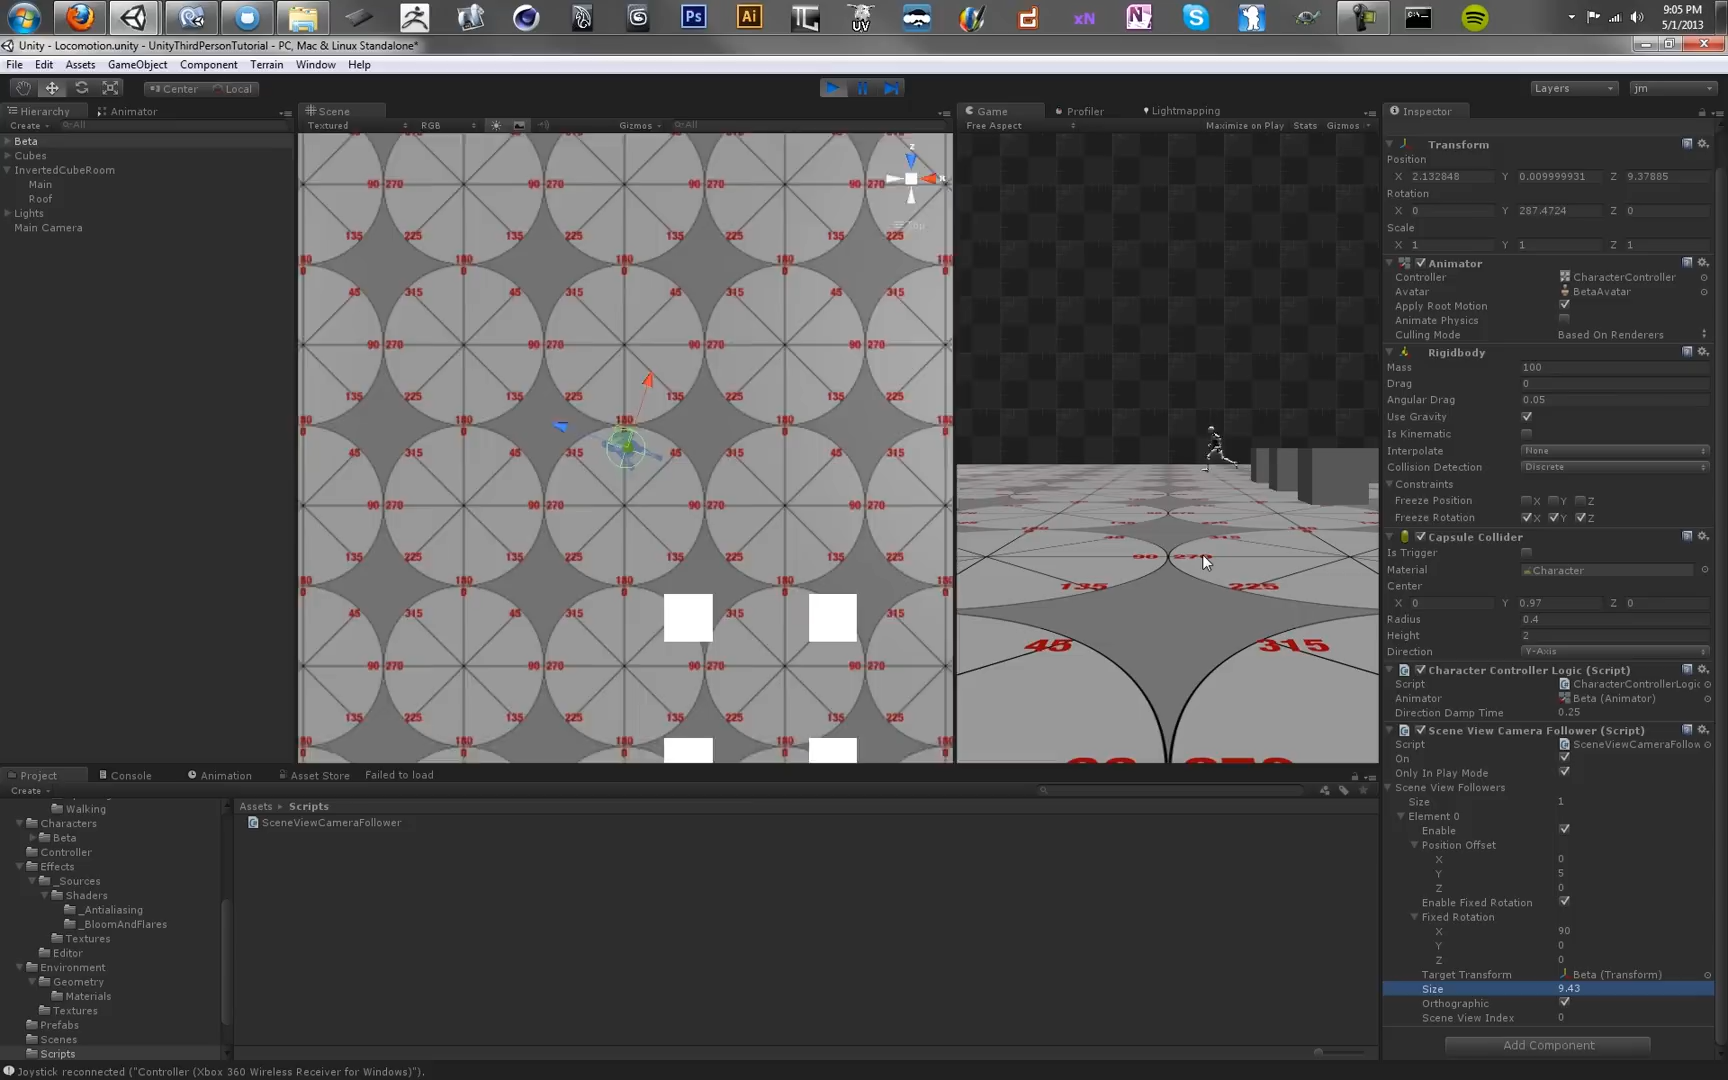 9:05 PM
5/1/2013
Unity - Locomotion.unity - UnityThirdPersonTutorial - PC, Mac & Linux Standalone*
File Edit Assets GameObject Component Terrain Window Help
Center Local
Layers
jm
Hierarchy
Animator
Create
All
Beta
Cubes
InvertedCubeRoom
Main
Roof
Lights
Main Camera
Scene
Textured RGB Gizmos All
Game Profiler Lightmapping
Free Aspect Maximize on Play Stats Gizmos
Inspector
Transform
Position
X 2.132848 Y 0.009999931 Z 9.37885
Rotation
X 0 Y 287.4724 Z 0
Scale
X 1 Y 1 Z 1
Animator
Controller CharacterController
Avatar BetaAvatar
Apply Root Motion
Animate Physics
Culling Mode Based On Renderers
Rigidbody
Mass 100
Drag 0
Angular Drag 0.05
Use Gravity
Is Kinematic
Interpolate None
Collision Detection Discrete
Constraints
Freeze Position X Y Z
Freeze Rotation X Y Z
Capsule Collider
Is Trigger
Material Character
Center
X 0 Y 0.97 Z 0
Radius 0.4
Height 2
Direction Y-Axis
Character Controller Logic (Script)
Script CharacterControllerLogic
Animator Beta (Animator)
Direction Damp Time 0.25
Scene View Camera Follower (Script)
Script SceneViewCameraFollow
On
Only In Play Mode
Scene View Followers
Size 1
Element 0
Enable
Position Offset
X 0
Y 5
Z 0
Enable Fixed Rotation
Fixed Rotation
X 90
Y 0
Z 0
Target Transform Beta (Transform)
Size 9.43
Orthographic
Scene View Index 0
Add Component
Project Console Animation Asset Store Failed to load
Create
Walking
Characters
Beta
Controller
Effects
_Sources
Shaders
_Antialiasing
_BloomAndFlares
Textures
Editor
Environment
Geometry
Materials
Textures
Prefabs
Scenes
Scripts
Assets Scripts
SceneViewCameraFollower
Joystick reconnected ("Controller (Xbox 360 Wireless Receiver for Windows)").